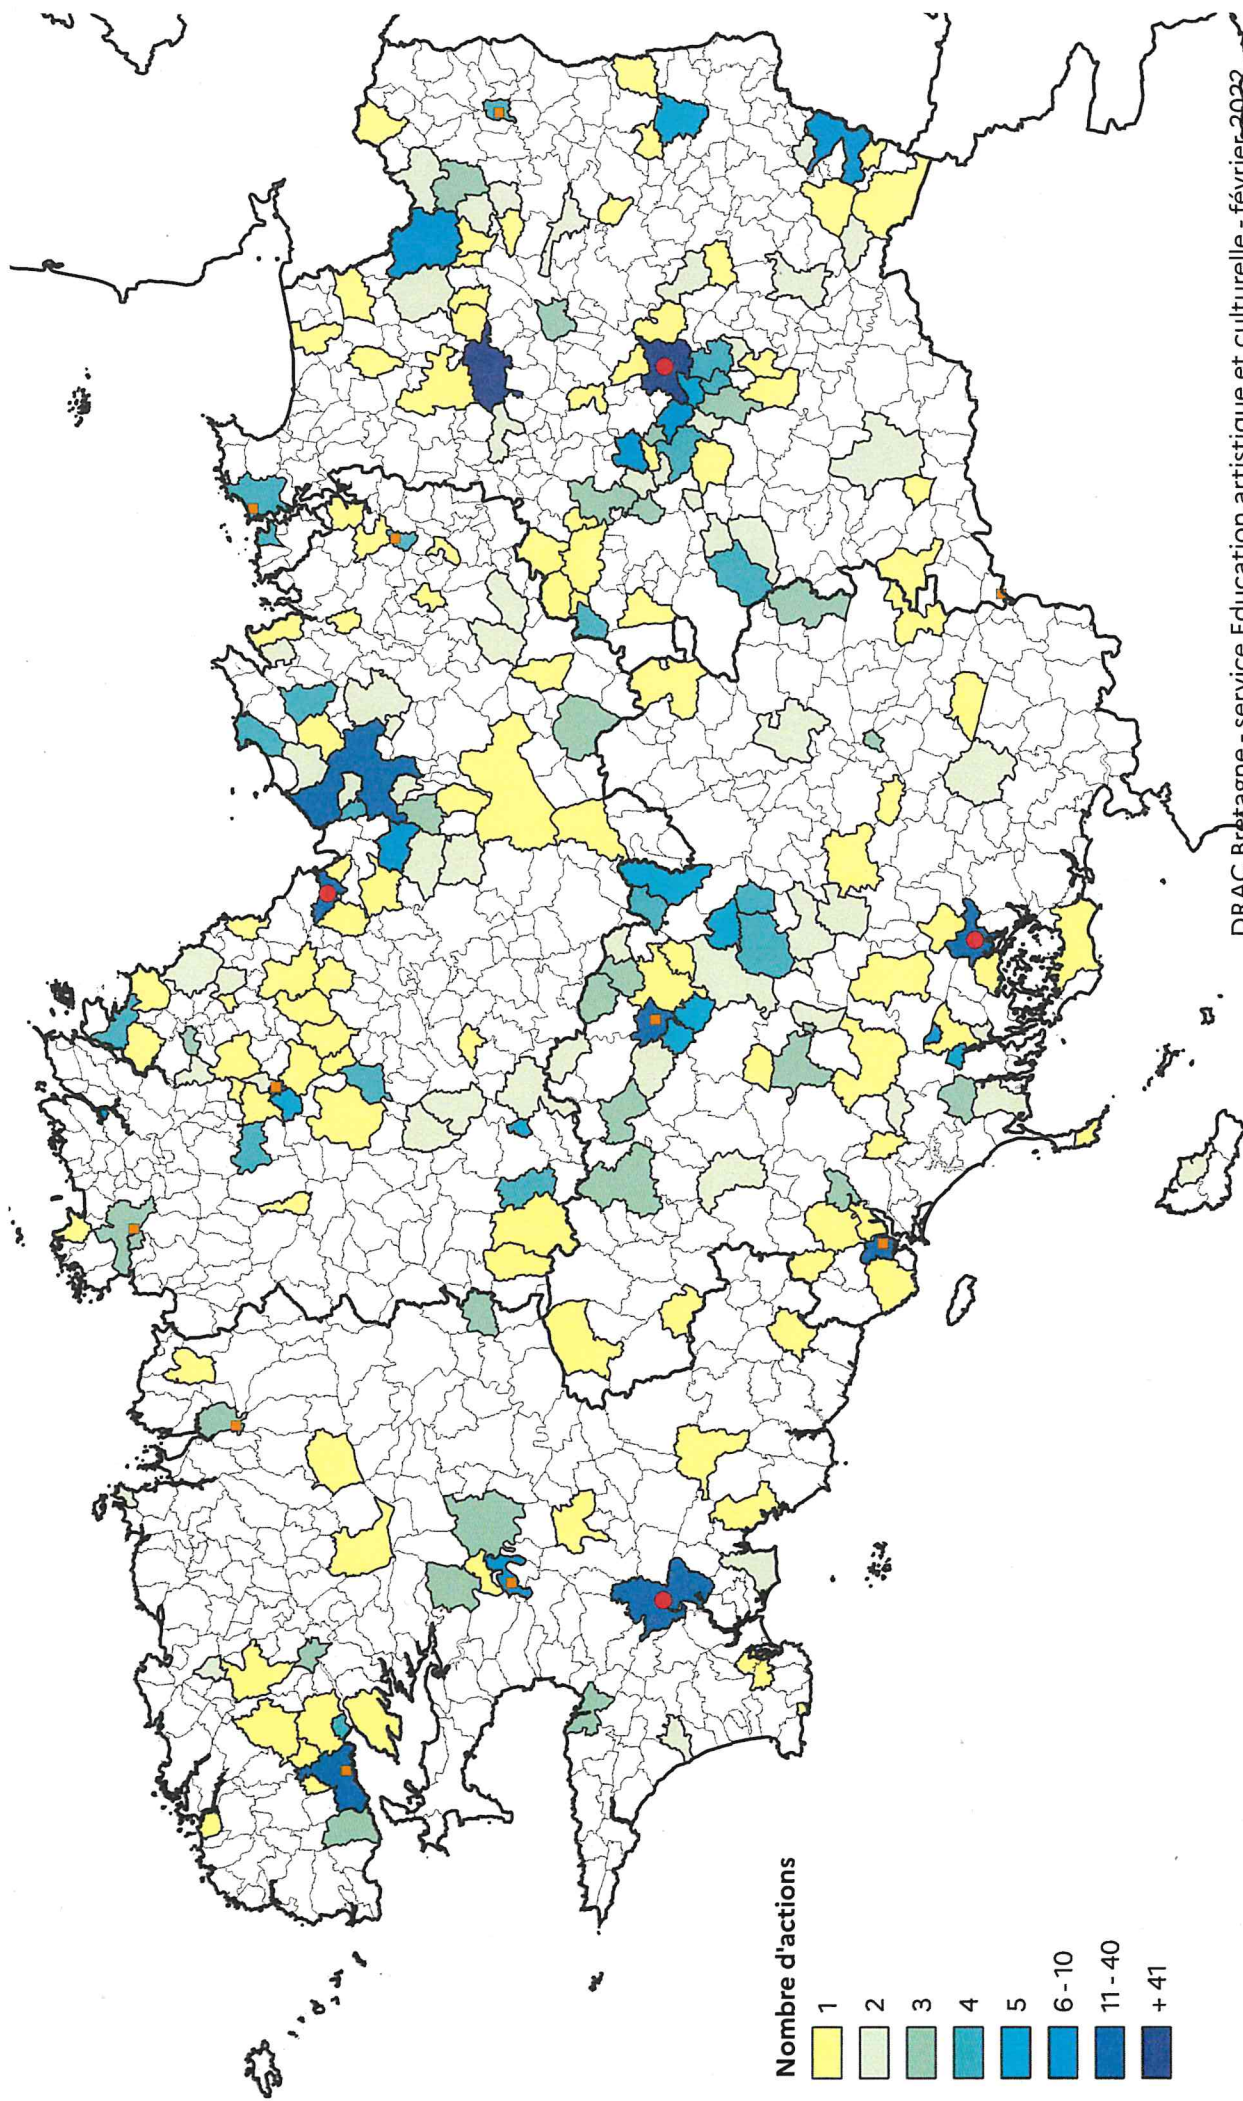 Nombre d'actions
1
2
3
4
5
6 - 10
11 - 40
+ 41
DRAC Bretagne - service Education artistique et culturelle - février 2022